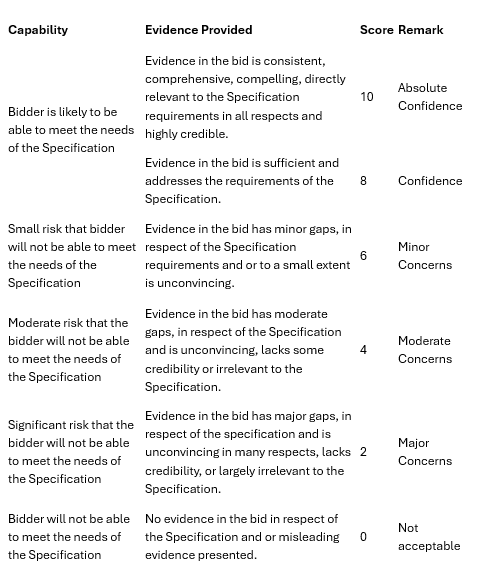 Capability Evidence Provided Score Remark
Bidder is likely to be
able to meet the needs
of the Specification
Evidence in the bid is consistent,
comprehensive, compelling, directly
relevant to the Specification
requirements in all respects and
highly credible.
10
Absolute
Confidence
Evidence in the bid is sufficient and
addresses the requirements of the
Specification.
8
Confidence
Small risk that bidder
will not be able to meet
the needs of the
Specification
Evidence in the bid has minor gaps, in
respect of the Specification
requirements and or to a small extent
is unconvincing.
6
Minor
Concerns
Moderate risk that the
bidder will not be able
to meet the needs of
the Specification
Evidence in the bid has moderate
gaps, in respect of the Specification
and is unconvincing, lacks some
credibility or irrelevant to the
Specification.
4
Moderate
Concerns
Significant risk that the
bidder will not be able
to meet the needs of
the Specification
Evidence in the bid has major gaps, in
respect of the specification and is
unconvincing in many respects, lacks
credibility, or largely irrelevant to the
Specification.
2
Major
Concerns
Bidder will not be able
to meet the needs of
the Specification
No evidence in the bid in respect of
the Specification and or misleading
evidence presented.
0
Not
acceptable